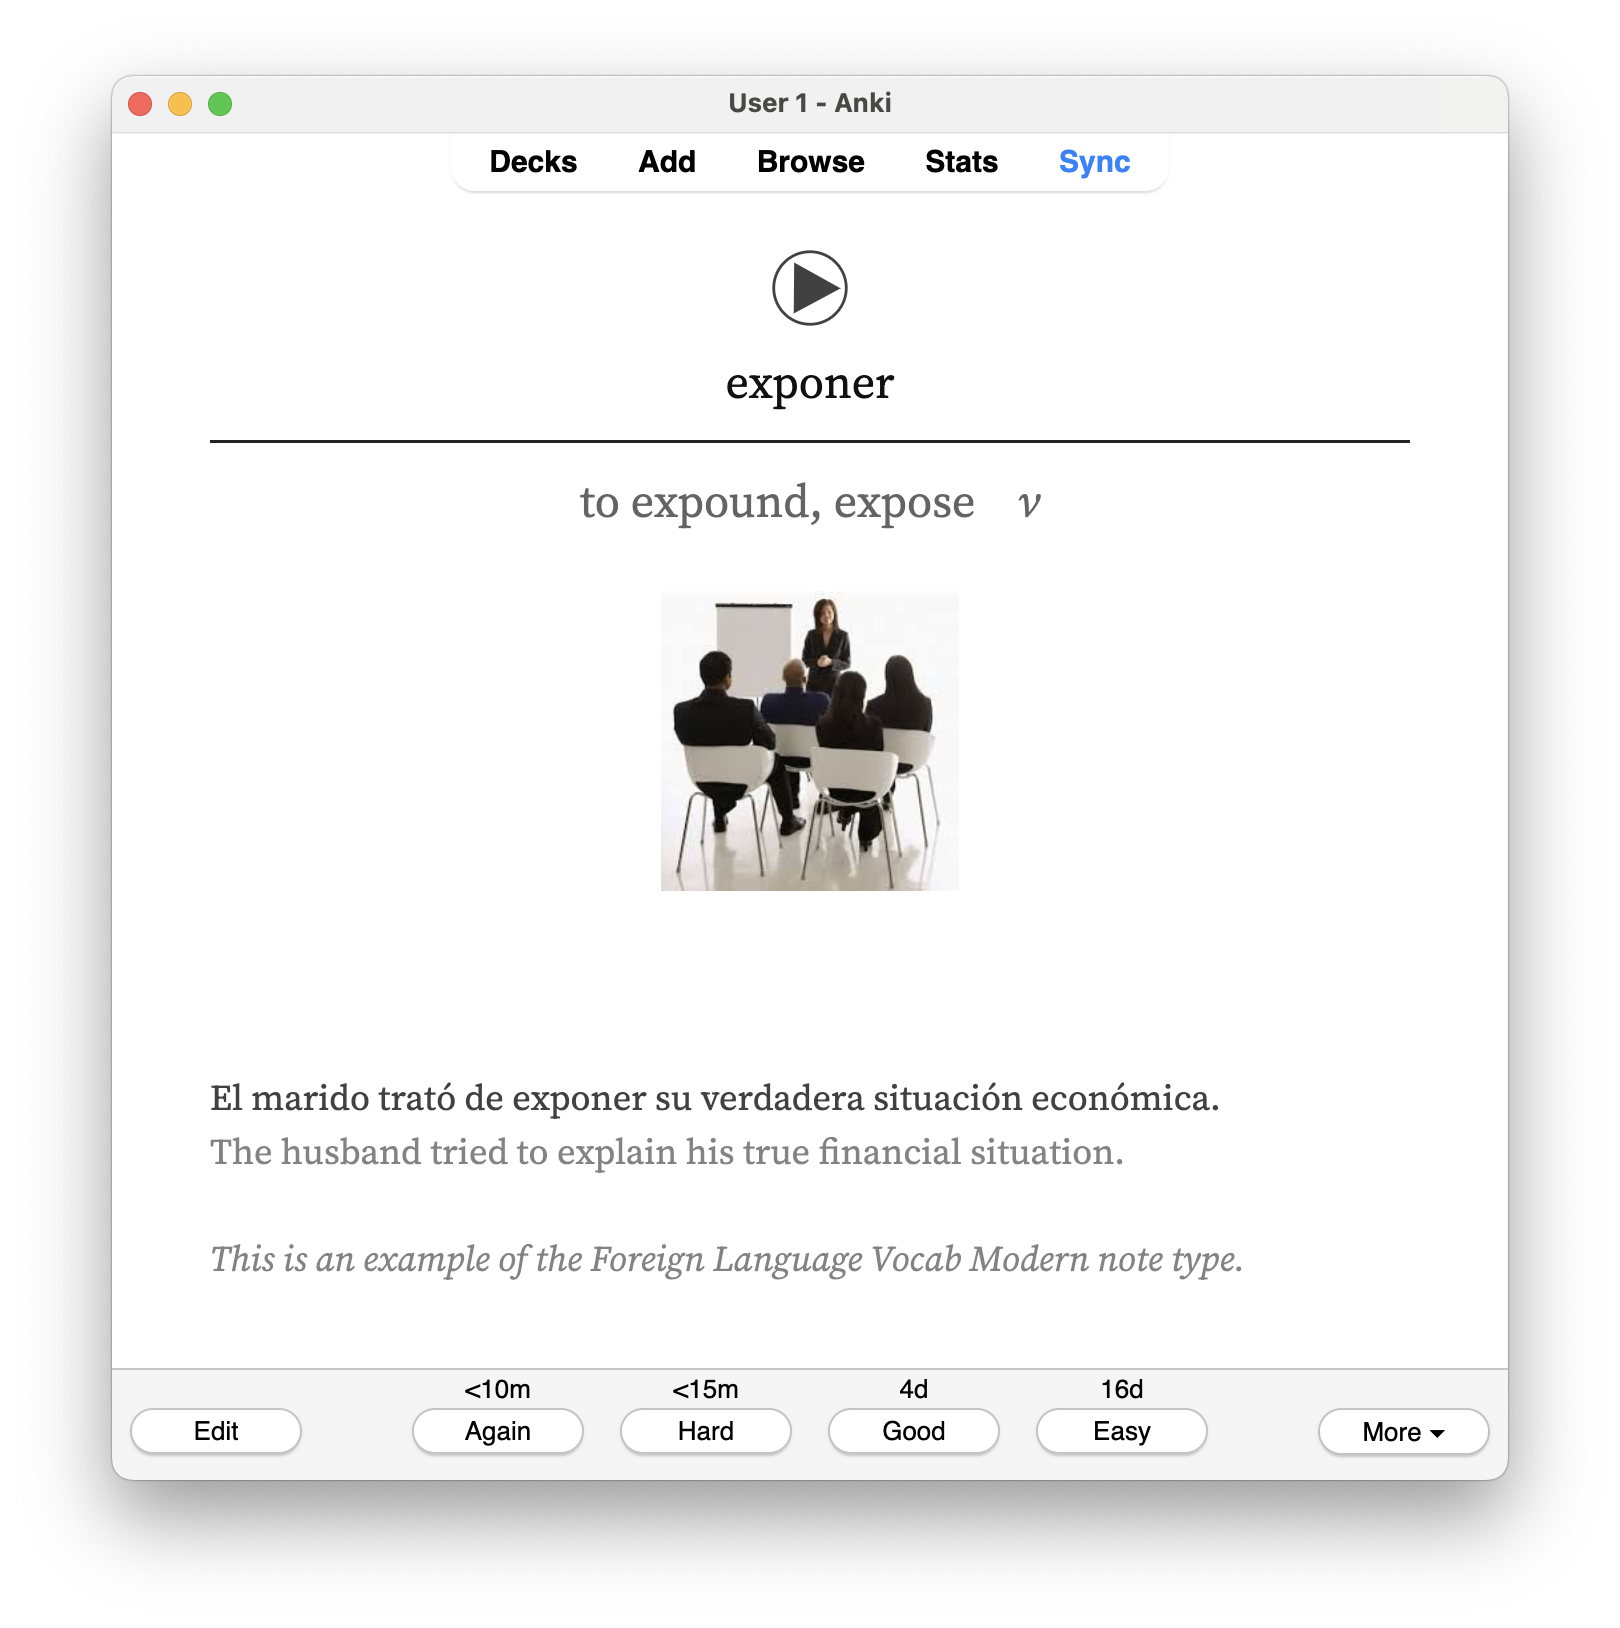 User 1 - Anki
Decks Add Browse Stats Sync
exponer
to expound, expose v
El marido trató de exponer su verdadera situación económica.
The husband tried to explain his true financial situation.
This is an example of the Foreign Language Vocab Modern note type.
<10m <15m 4d 16d
Edit Again Hard Good Easy More